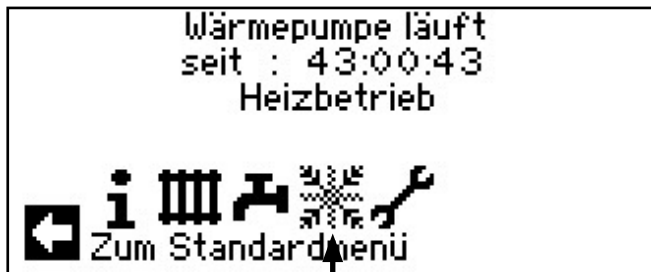 Wärmepumpe läuft
seit : 43:00:43
Heizbetrieb
Zum Standardmenü